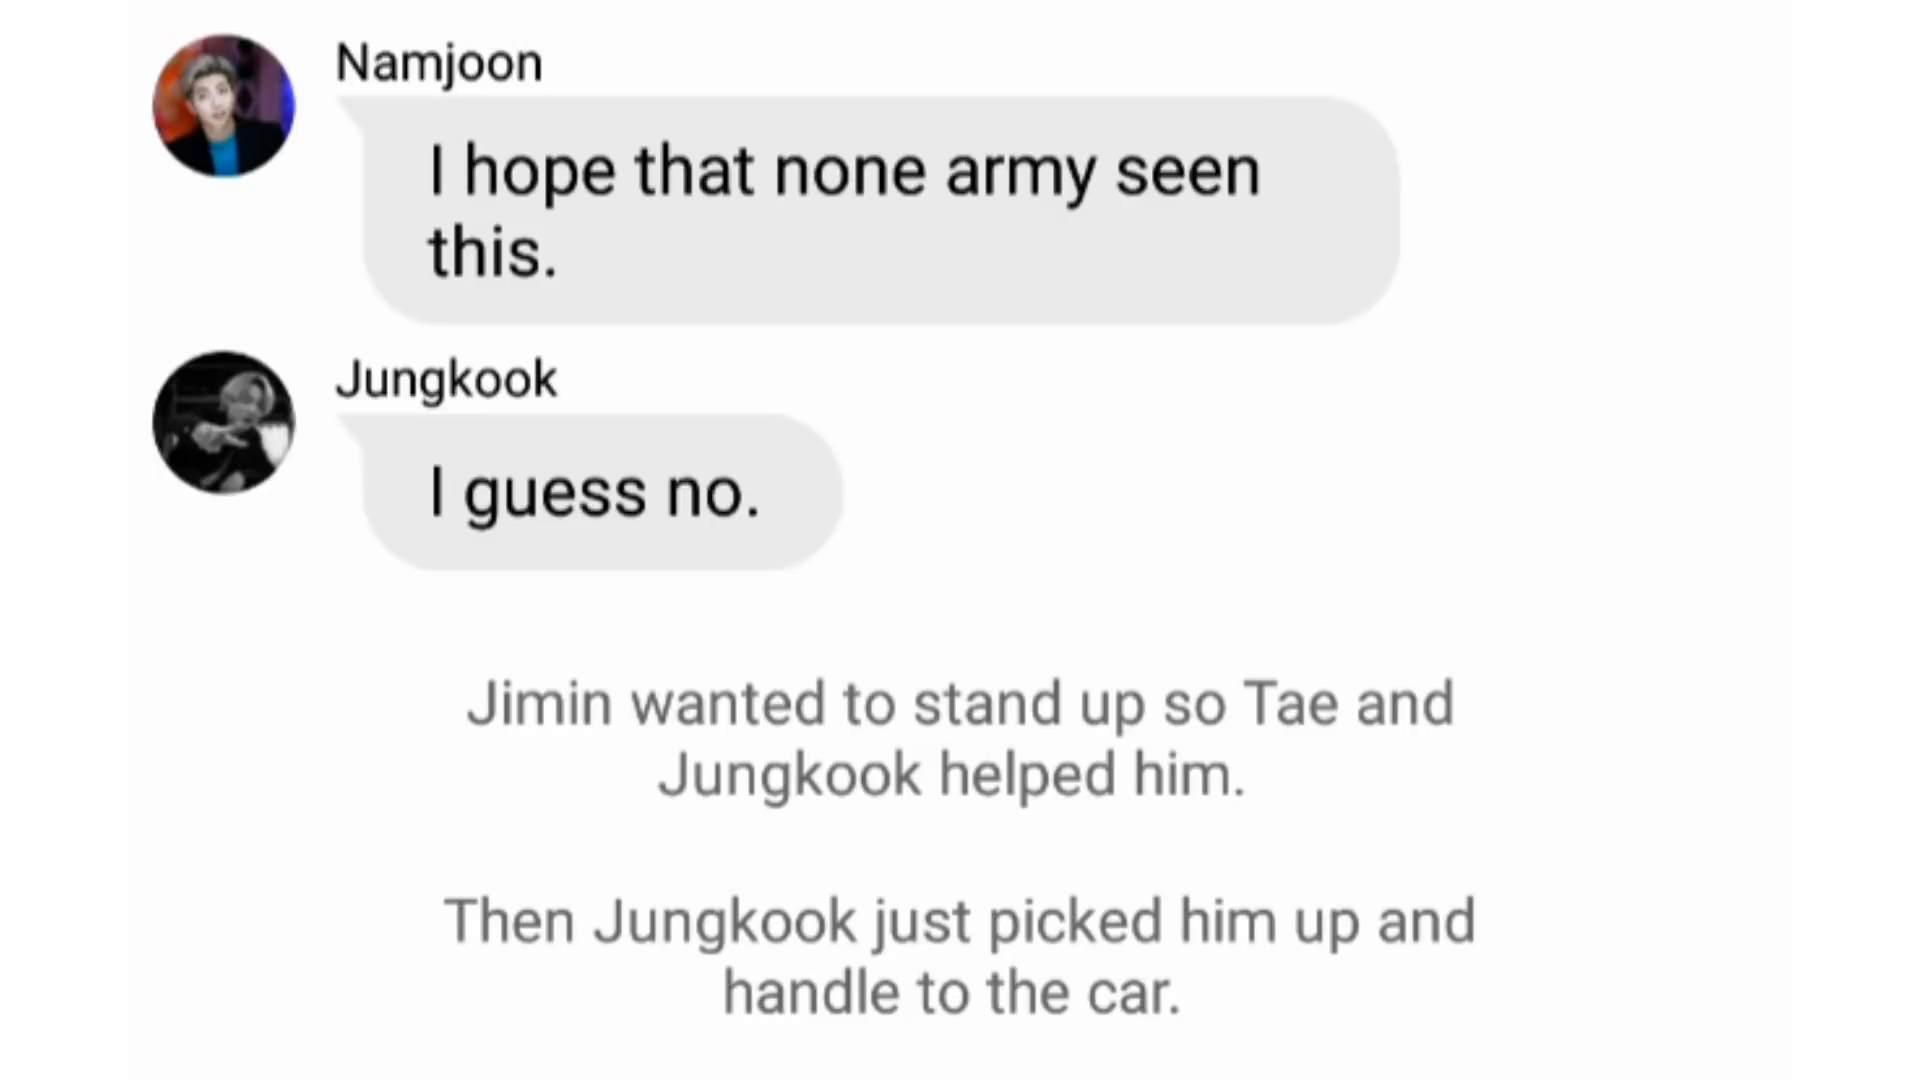 Namjoon
I hope that none army seen
this.
Jungkook
I guess no.
Jimin wanted to stand up so Tae and
Jungkook helped him.
Then Jungkook just picked him up and
handle to the car.